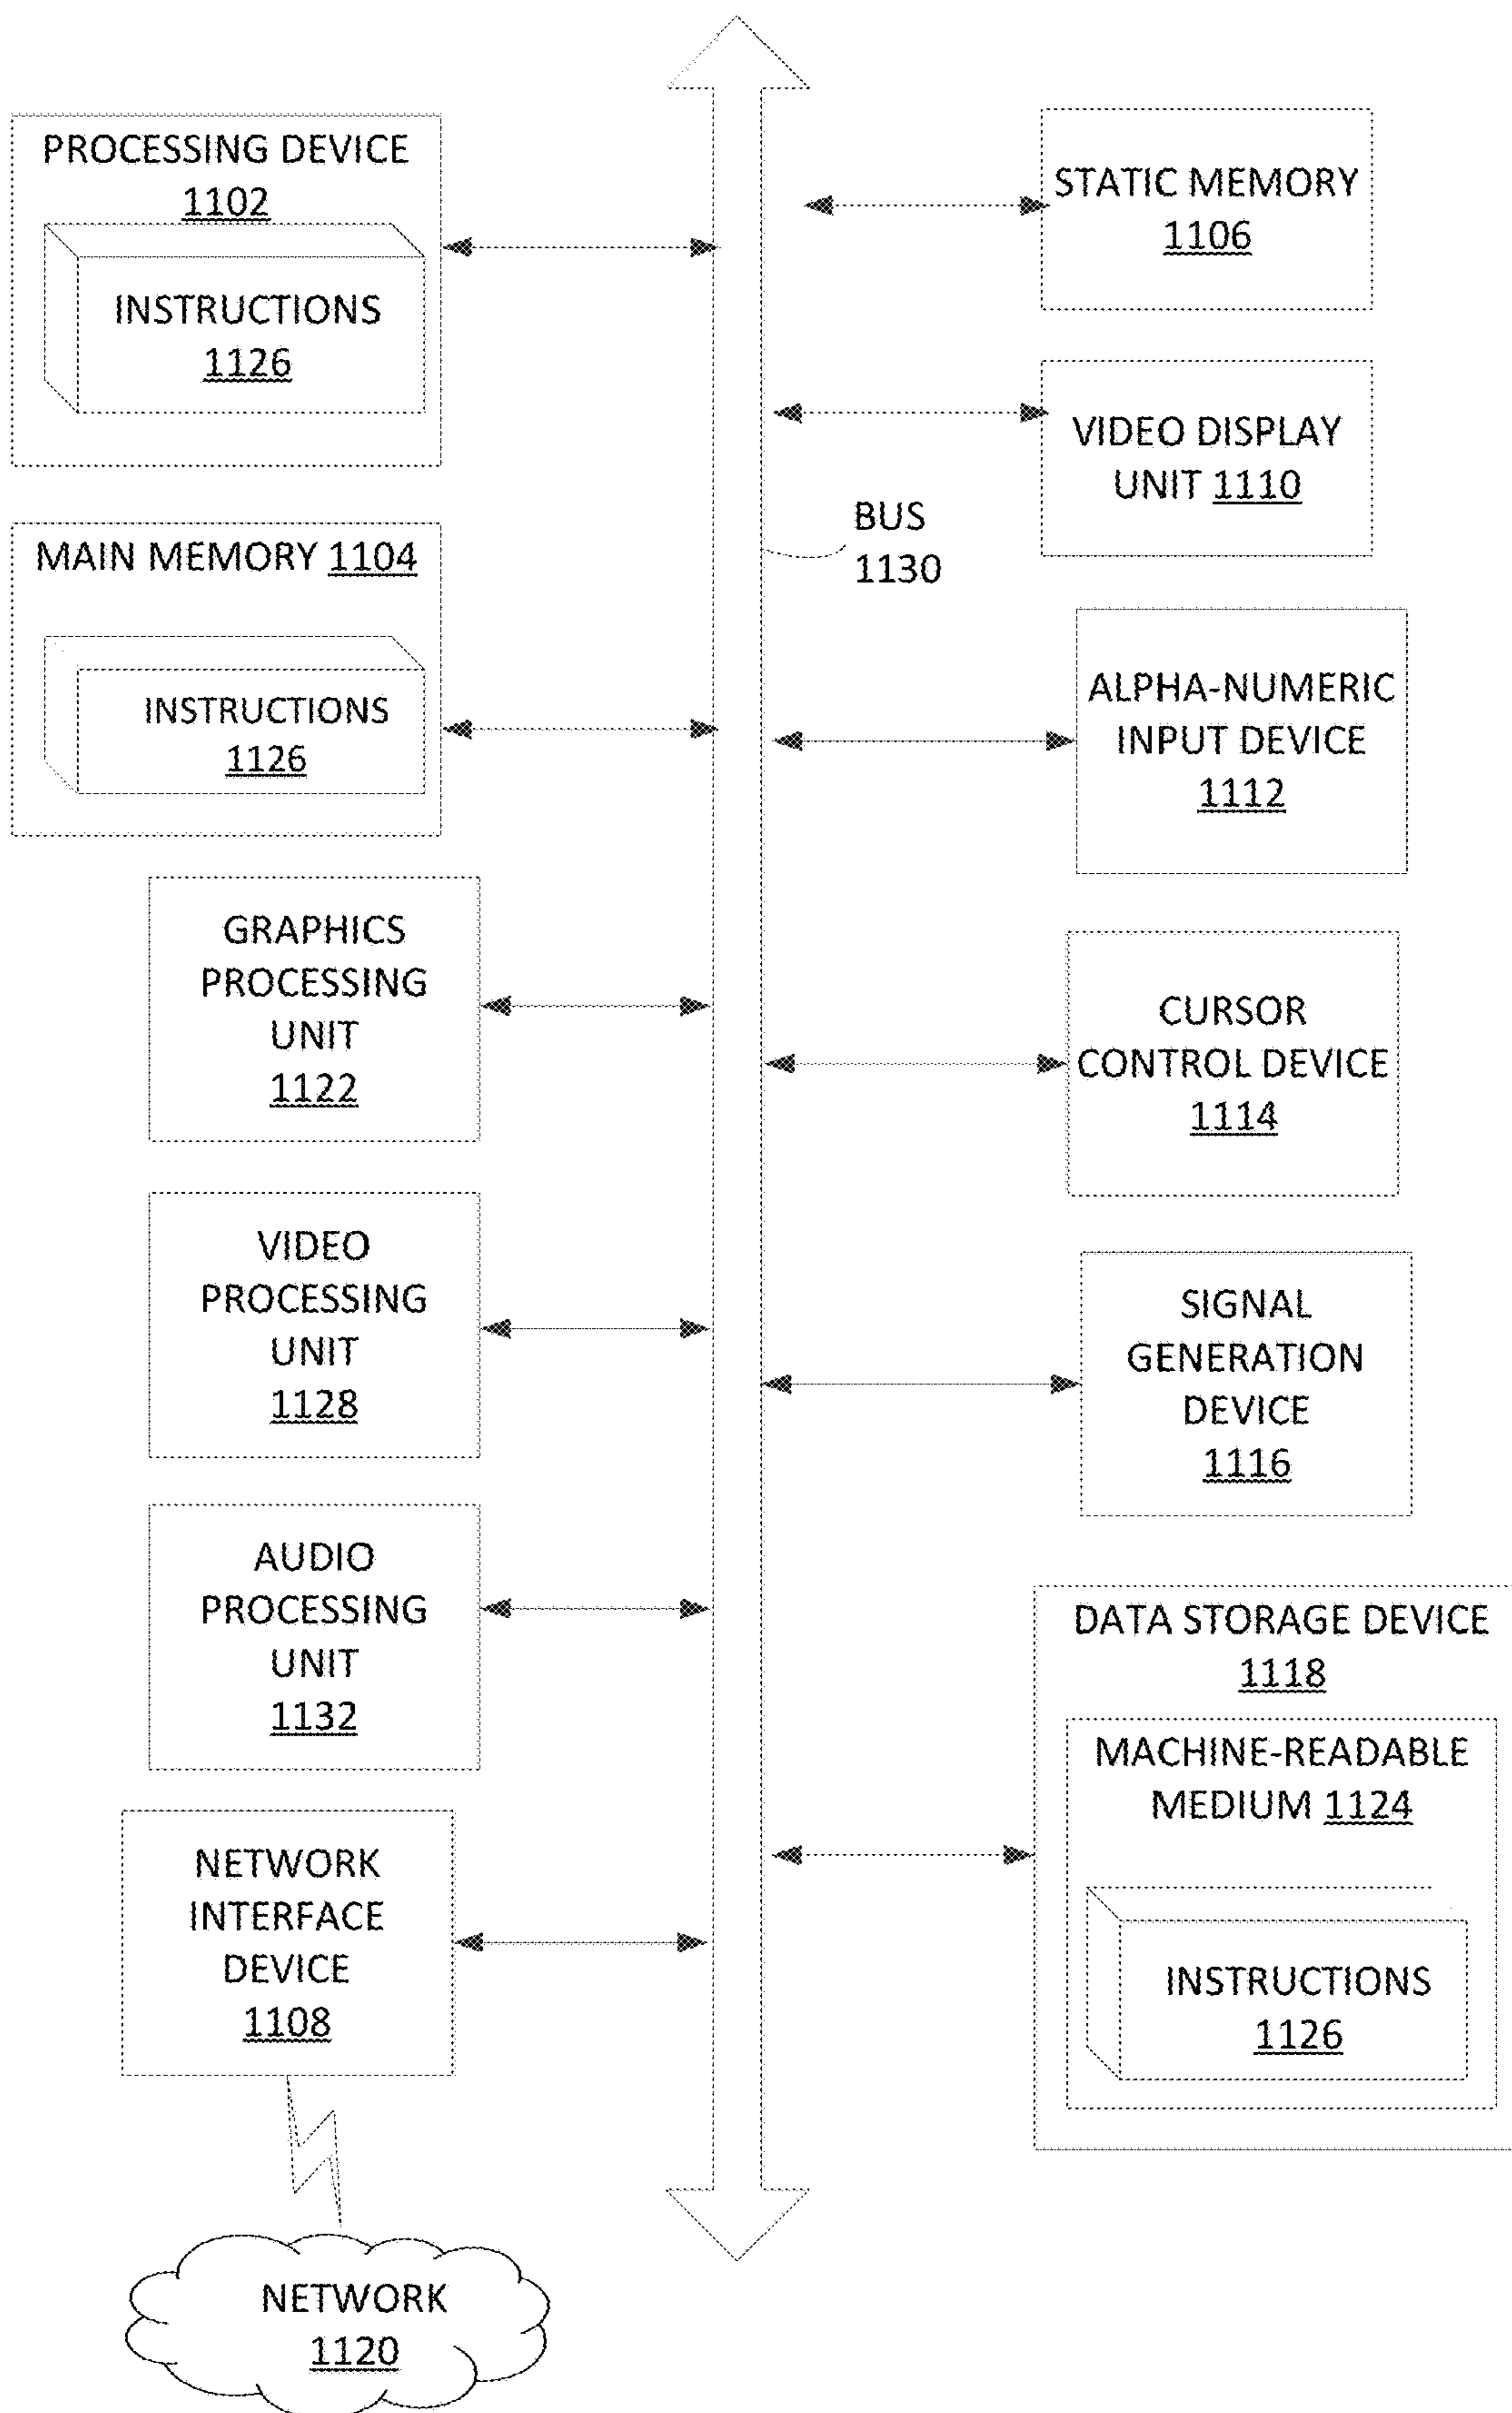 PROCESSING DEVICE
1102
INSTRUCTIONS
1126
MAIN MEMORY 1104
INSTRUCTIONS
1126
GRAPHICS
PROCESSING
UNIT
1122
VIDEO
PROCESSING
UNIT
1128
AUDIO
PROCESSING
UNIT
1132
NETWORK
INTERFACE
DEVICE
1108
NETWORK
1120
BUS
1130
STATIC MEMORY
1106
VIDEO DISPLAY
UNIT 1110
ALPHA-NUMERIC
INPUT DEVICE
1112
CURSOR
CONTROL DEVICE
1114
SIGNAL
GENERATION
DEVICE
1116
DATA STORAGE DEVICE
1118
MACHINE-READABLE
MEDIUM 1124
INSTRUCTIONS
1126